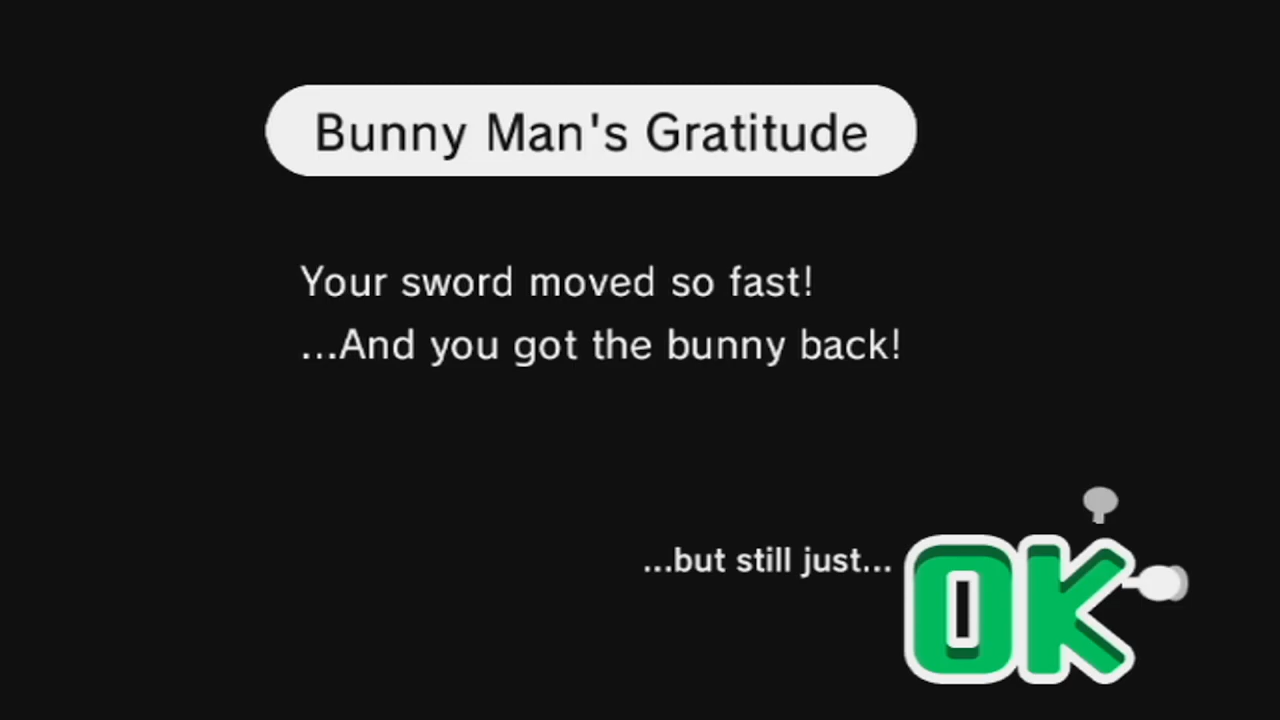 Bunny Man's Gratitude
Your sword moved so fast!
...And you got the bunny back!
...but still just...
OK